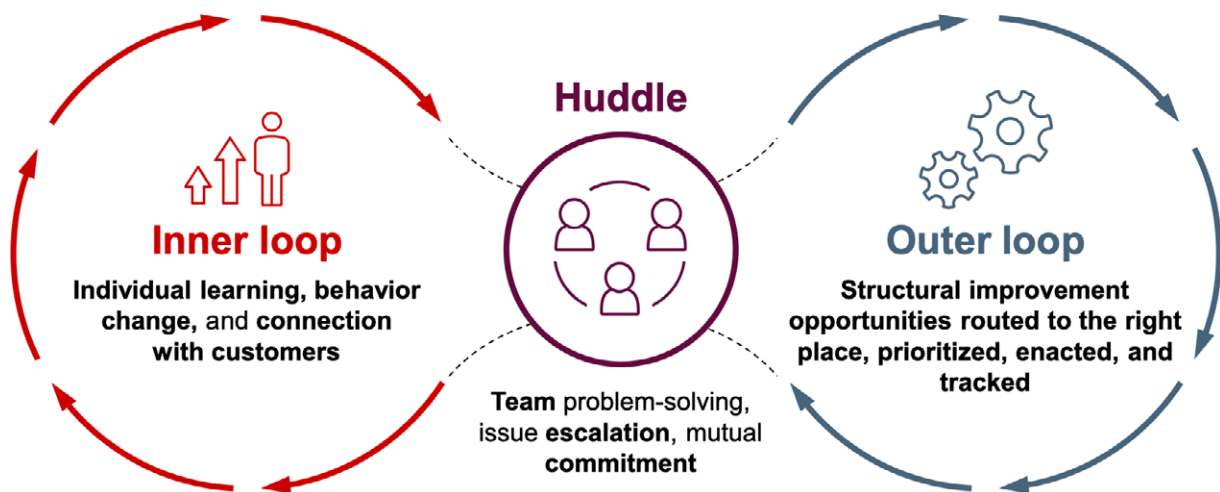 Huddle
Inner loop
Individual learning, behavior
change, and connection
with customers
Team problem-solving,
issue escalation, mutual
commitment
Outer loop
Structural improvement
opportunities routed to the right
place, prioritized, enacted, and
tracked